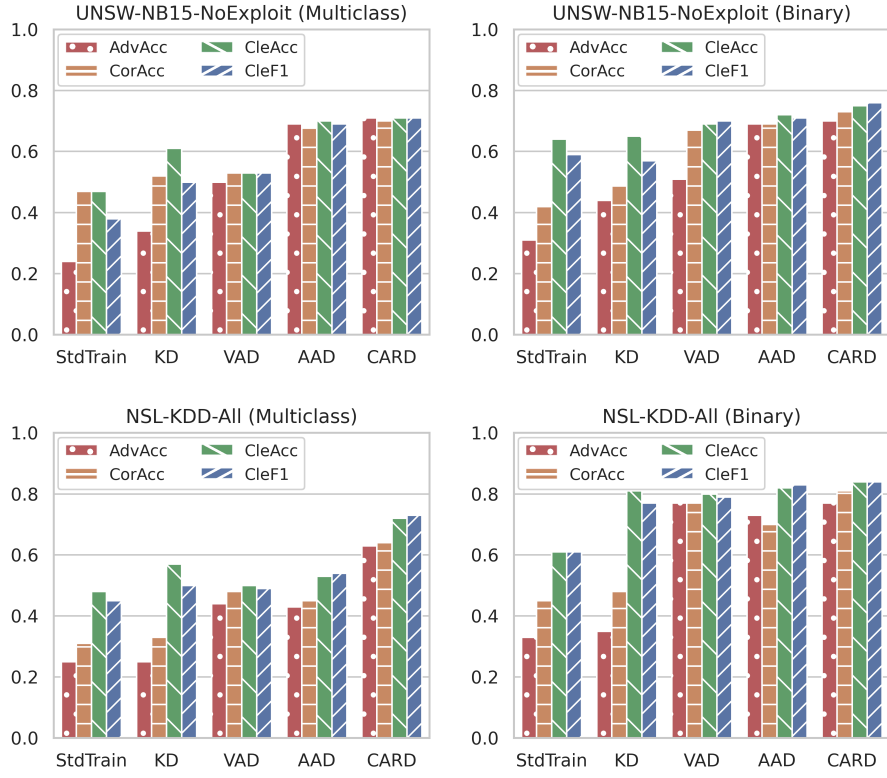 UNSW-NB15-NoExploit (Multiclass)
1.0
0.8
0.6
0.4
0.2
0.0
AdvAcc CleAcc
CorAcc CleF1
StdTrain KD VAD AAD CARD
UNSW-NB15-NoExploit (Binary)
1.0
0.8
0.6
0.4
0.2
0.0
AdvAcc CleAcc
CorAcc CleF1
StdTrain KD VAD AAD CARD
NSL-KDD-All (Multiclass)
1.0
0.8
0.6
0.4
0.2
0.0
AdvAcc CleAcc
CorAcc CleF1
StdTrain KD VAD AAD CARD
NSL-KDD-All (Binary)
1.0
0.8
0.6
0.4
0.2
0.0
AdvAcc CleAcc
CorAcc CleF1
StdTrain KD VAD AAD CARD